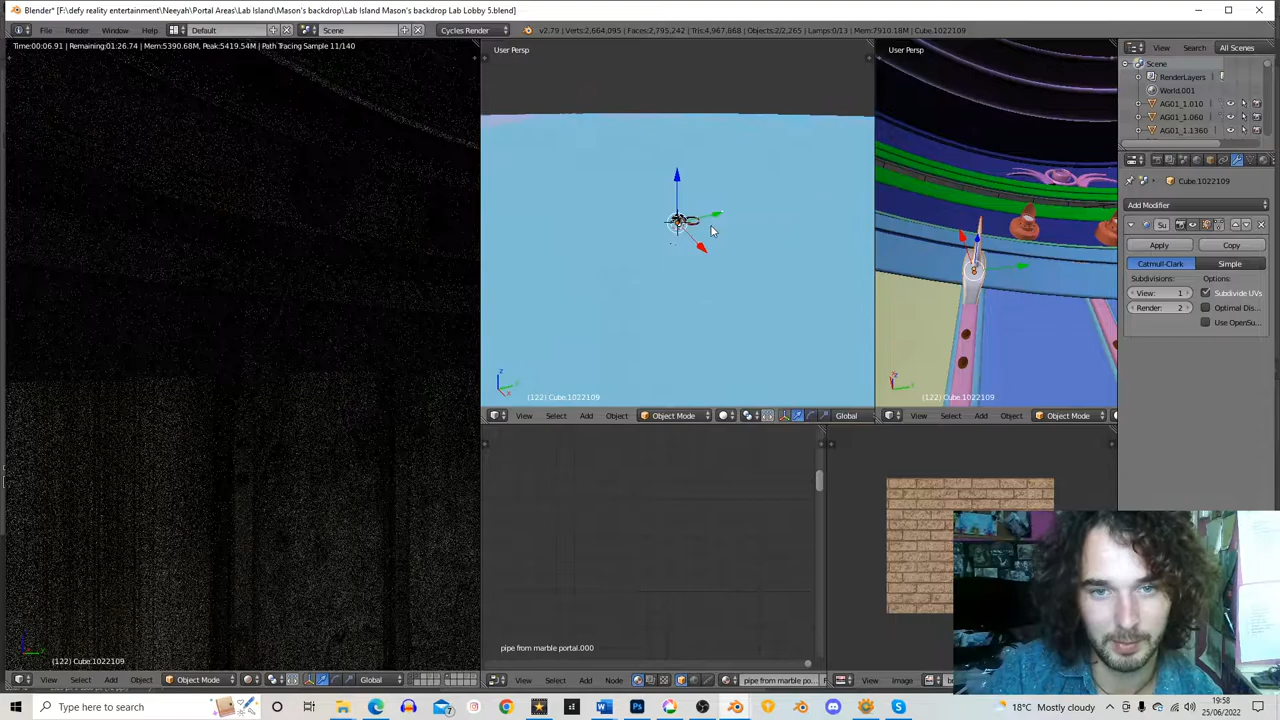 Blender* [F:\defy reality entertainment\Neeyah\Portal Areas\Lab Island\Mason's backdrop\Lab Island Mason's backdrop Lab Lobby 5.blend]
File Render Window Help Default Scene Cycles Render v2.79 | Verts:2,664,095 | Faces:2,795,242 | Tris:4,967,868 | Objects:2/2,265 | Lamps:0/13 | Mem:7910.18M | Cube.1022109
Time:00:06.91 | Remaining:01:26.74 | Mem:5390.68M, Peak:5419.54M | Path Tracing Sample 11/140
User Persp
User Persp
View Search All Scenes
Scene
RenderLayers
World.001
AG01_1.010
AG01_1.060
AG01_1.1360
Cube.1022109
Add Modifier
Su
Apply Copy
Catmull-Clark Simple
Subdivisions: Options:
View: 1 Subdivide UVs
Render: 2 Optimal Dis...
Use OpenSu...
(122) Cube.1022109
(122) Cube.1022109
View Select Add Object Object Mode Global
View Select Add Object Object Mode
pipe from marble portal.000
(122) Cube.1022109
View Select Add Object Object Mode Global
View Select Add Node pipe from marble po... F
View Image
Type here to search
18°C Mostly cloudy
19:58
25/06/2022